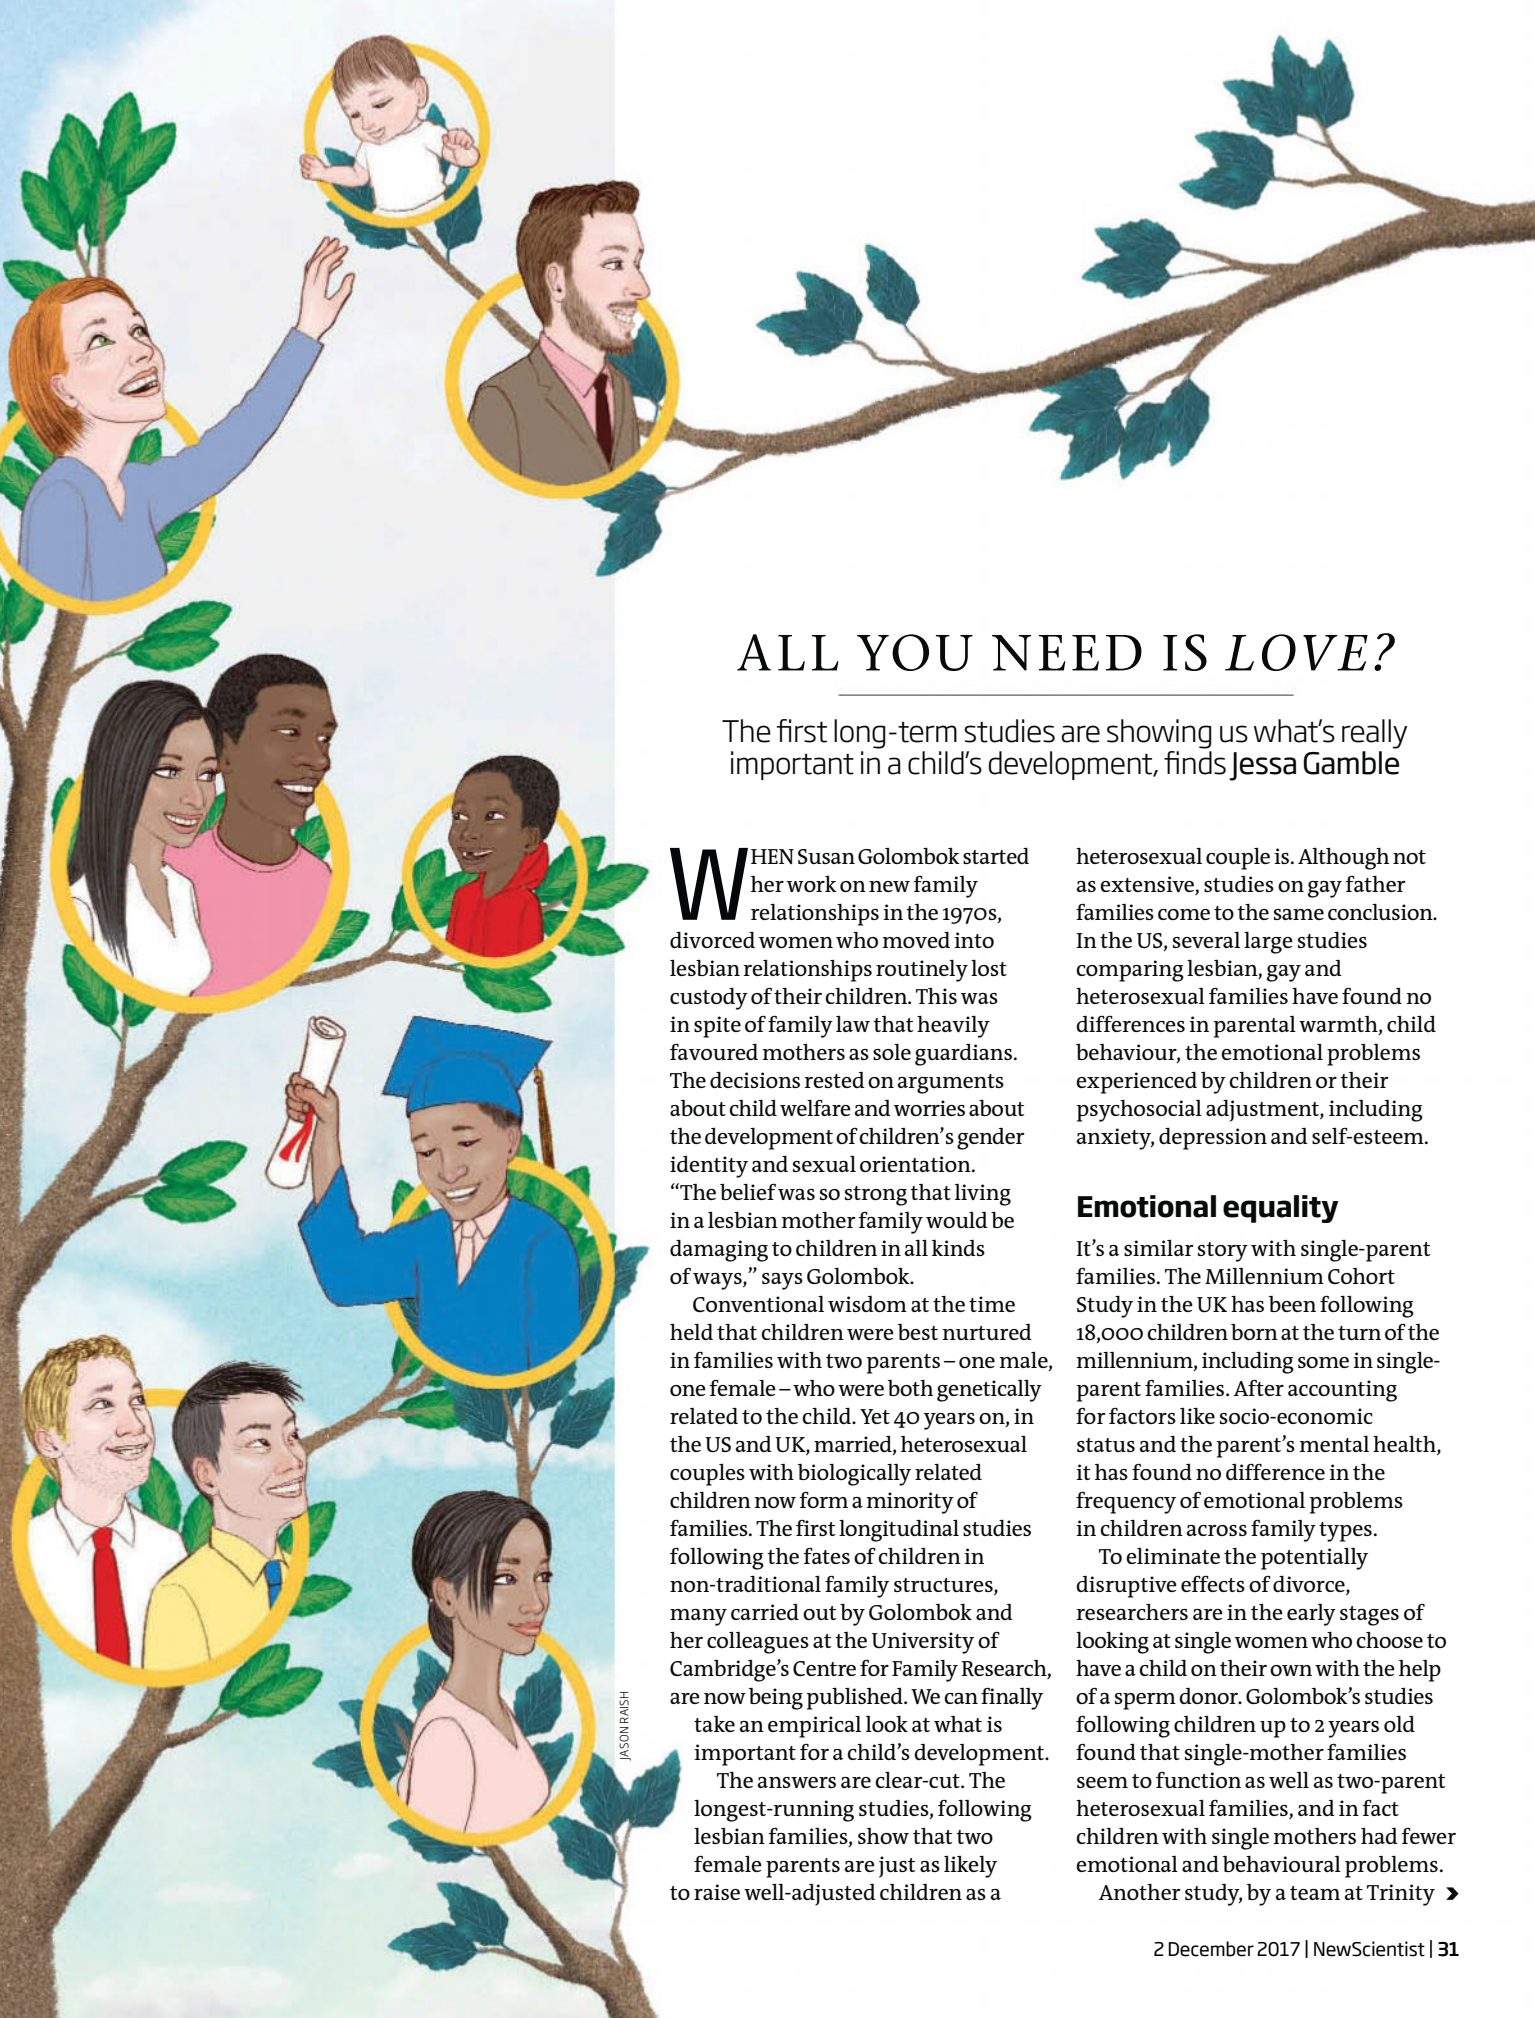 ALL YOU NEED IS LOVE?
The first long-term studies are showing us what's really
important in a child's development, finds Jessa Gamble
WHEN Susan Golombok started
her work on new family
relationships in the 1970s,
divorced women who moved into
lesbian relationships routinely lost
custody of their children. This was
in spite of family law that heavily
favoured mothers as sole guardians.
The decisions rested on arguments
about child welfare and worries about
the development of children's gender
identity and sexual orientation.
“The belief was so strong that living
in a lesbian mother family would be
damaging to children in all kinds
of ways,” says Golombok.
Conventional wisdom at the time
held that children were best nurtured
in families with two parents – one male,
one female – who were both genetically
related to the child. Yet 40 years on, in
the US and UK, married, heterosexual
couples with biologically related
children now form a minority of
families. The first longitudinal studies
following the fates of children in
non-traditional family structures,
many carried out by Golombok and
her colleagues at the University of
Cambridge's Centre for Family Research,
are now being published. We can finally
take an empirical look at what is
important for a child's development.
The answers are clear-cut. The
longest-running studies, following
lesbian families, show that two
female parents are just as likely
to raise well-adjusted children as a
heterosexual couple is. Although not
as extensive, studies on gay father
families come to the same conclusion.
In the US, several large studies
comparing lesbian, gay and
heterosexual families have found no
differences in parental warmth, child
behaviour, the emotional problems
experienced by children or their
psychosocial adjustment, including
anxiety, depression and self-esteem.
Emotional equality
It's a similar story with single-parent
families. The Millennium Cohort
Study in the UK has been following
18,000 children born at the turn of the
millennium, including some in single-
parent families. After accounting
for factors like socio-economic
status and the parent's mental health,
it has found no difference in the
frequency of emotional problems
in children across family types.
To eliminate the potentially
disruptive effects of divorce,
researchers are in the early stages of
looking at single women who choose to
have a child on their own with the help
of a sperm donor. Golombok's studies
following children up to 2 years old
found that single-mother families
seem to function as well as two-parent
heterosexual families, and in fact
children with single mothers had fewer
emotional and behavioural problems.
Another study, by a team at Trinity
JASON RAISH
2 December 2017 | NewScientist | 31